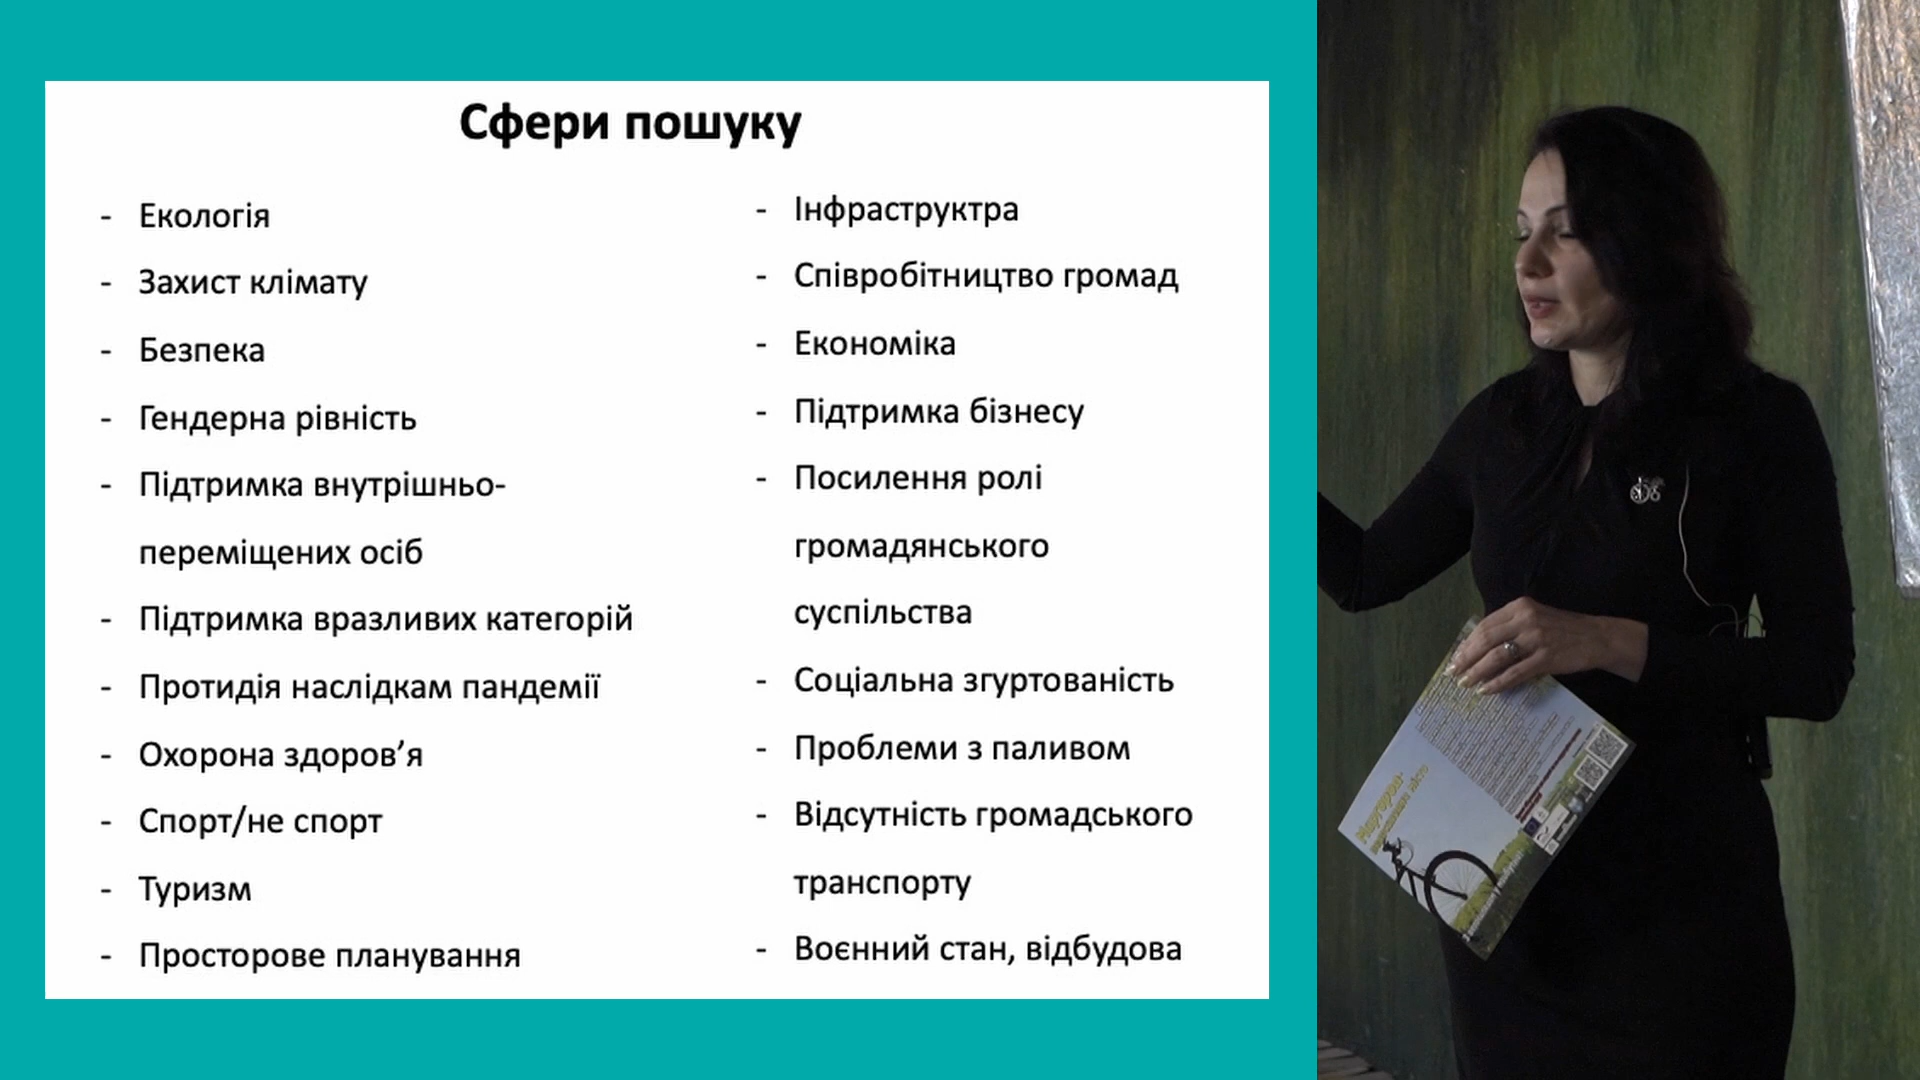 Сфери пошуку
- Екологія
- Захист клімату
- Безпека
- Гендерна рівність
- Підтримка внутрішньо-
переміщених осіб
- Підтримка вразливих категорій
- Протидія наслідкам пандемії
- Охорона здоров’я
- Спорт/не спорт
- Туризм
- Просторове планування
- Інфраструктра
- Співробітництво громад
- Економіка
- Підтримка бізнесу
- Посилення ролі
громадянського
суспільства
- Соціальна згуртованість
- Проблеми з паливом
- Відсутність громадського
транспорту
- Воєнний стан, відбудова